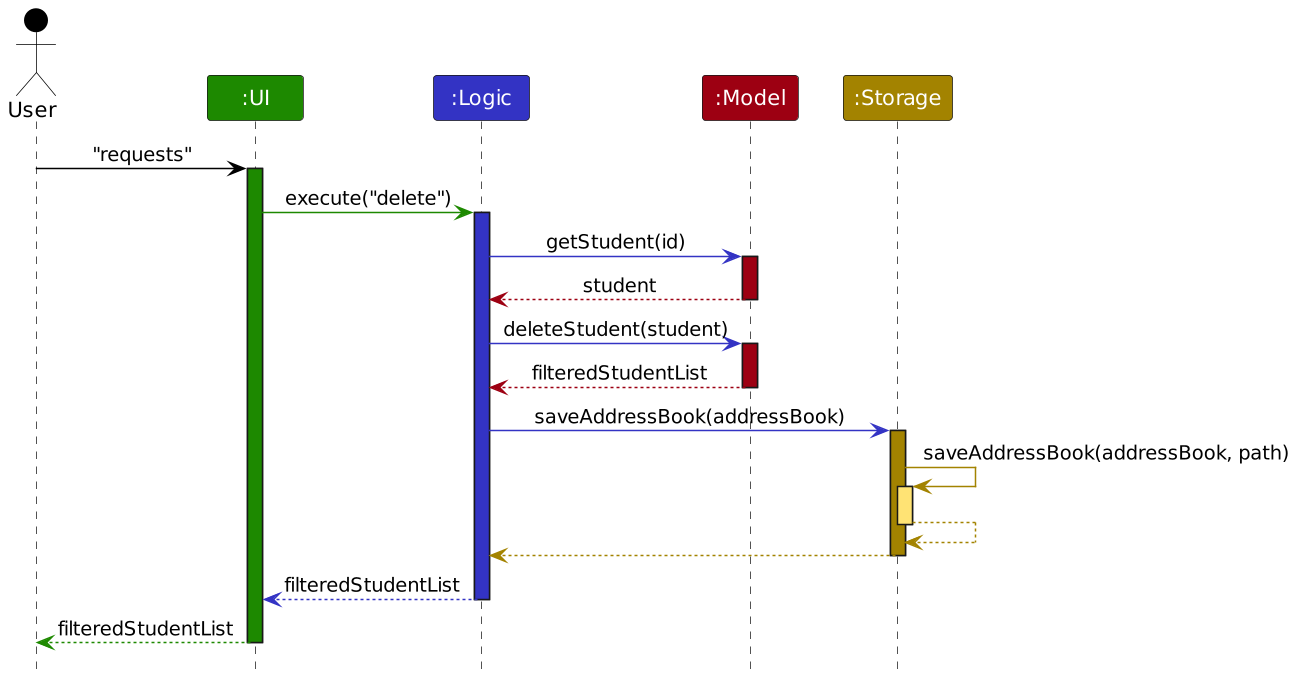 User
:UI
:Logic
:Model
:Storage
"requests"
execute("delete")
getStudent(id)
student
deleteStudent(student)
filteredStudentList
saveAddressBook(addressBook)
saveAddressBook(addressBook, path)
filteredStudentList
filteredStudentList